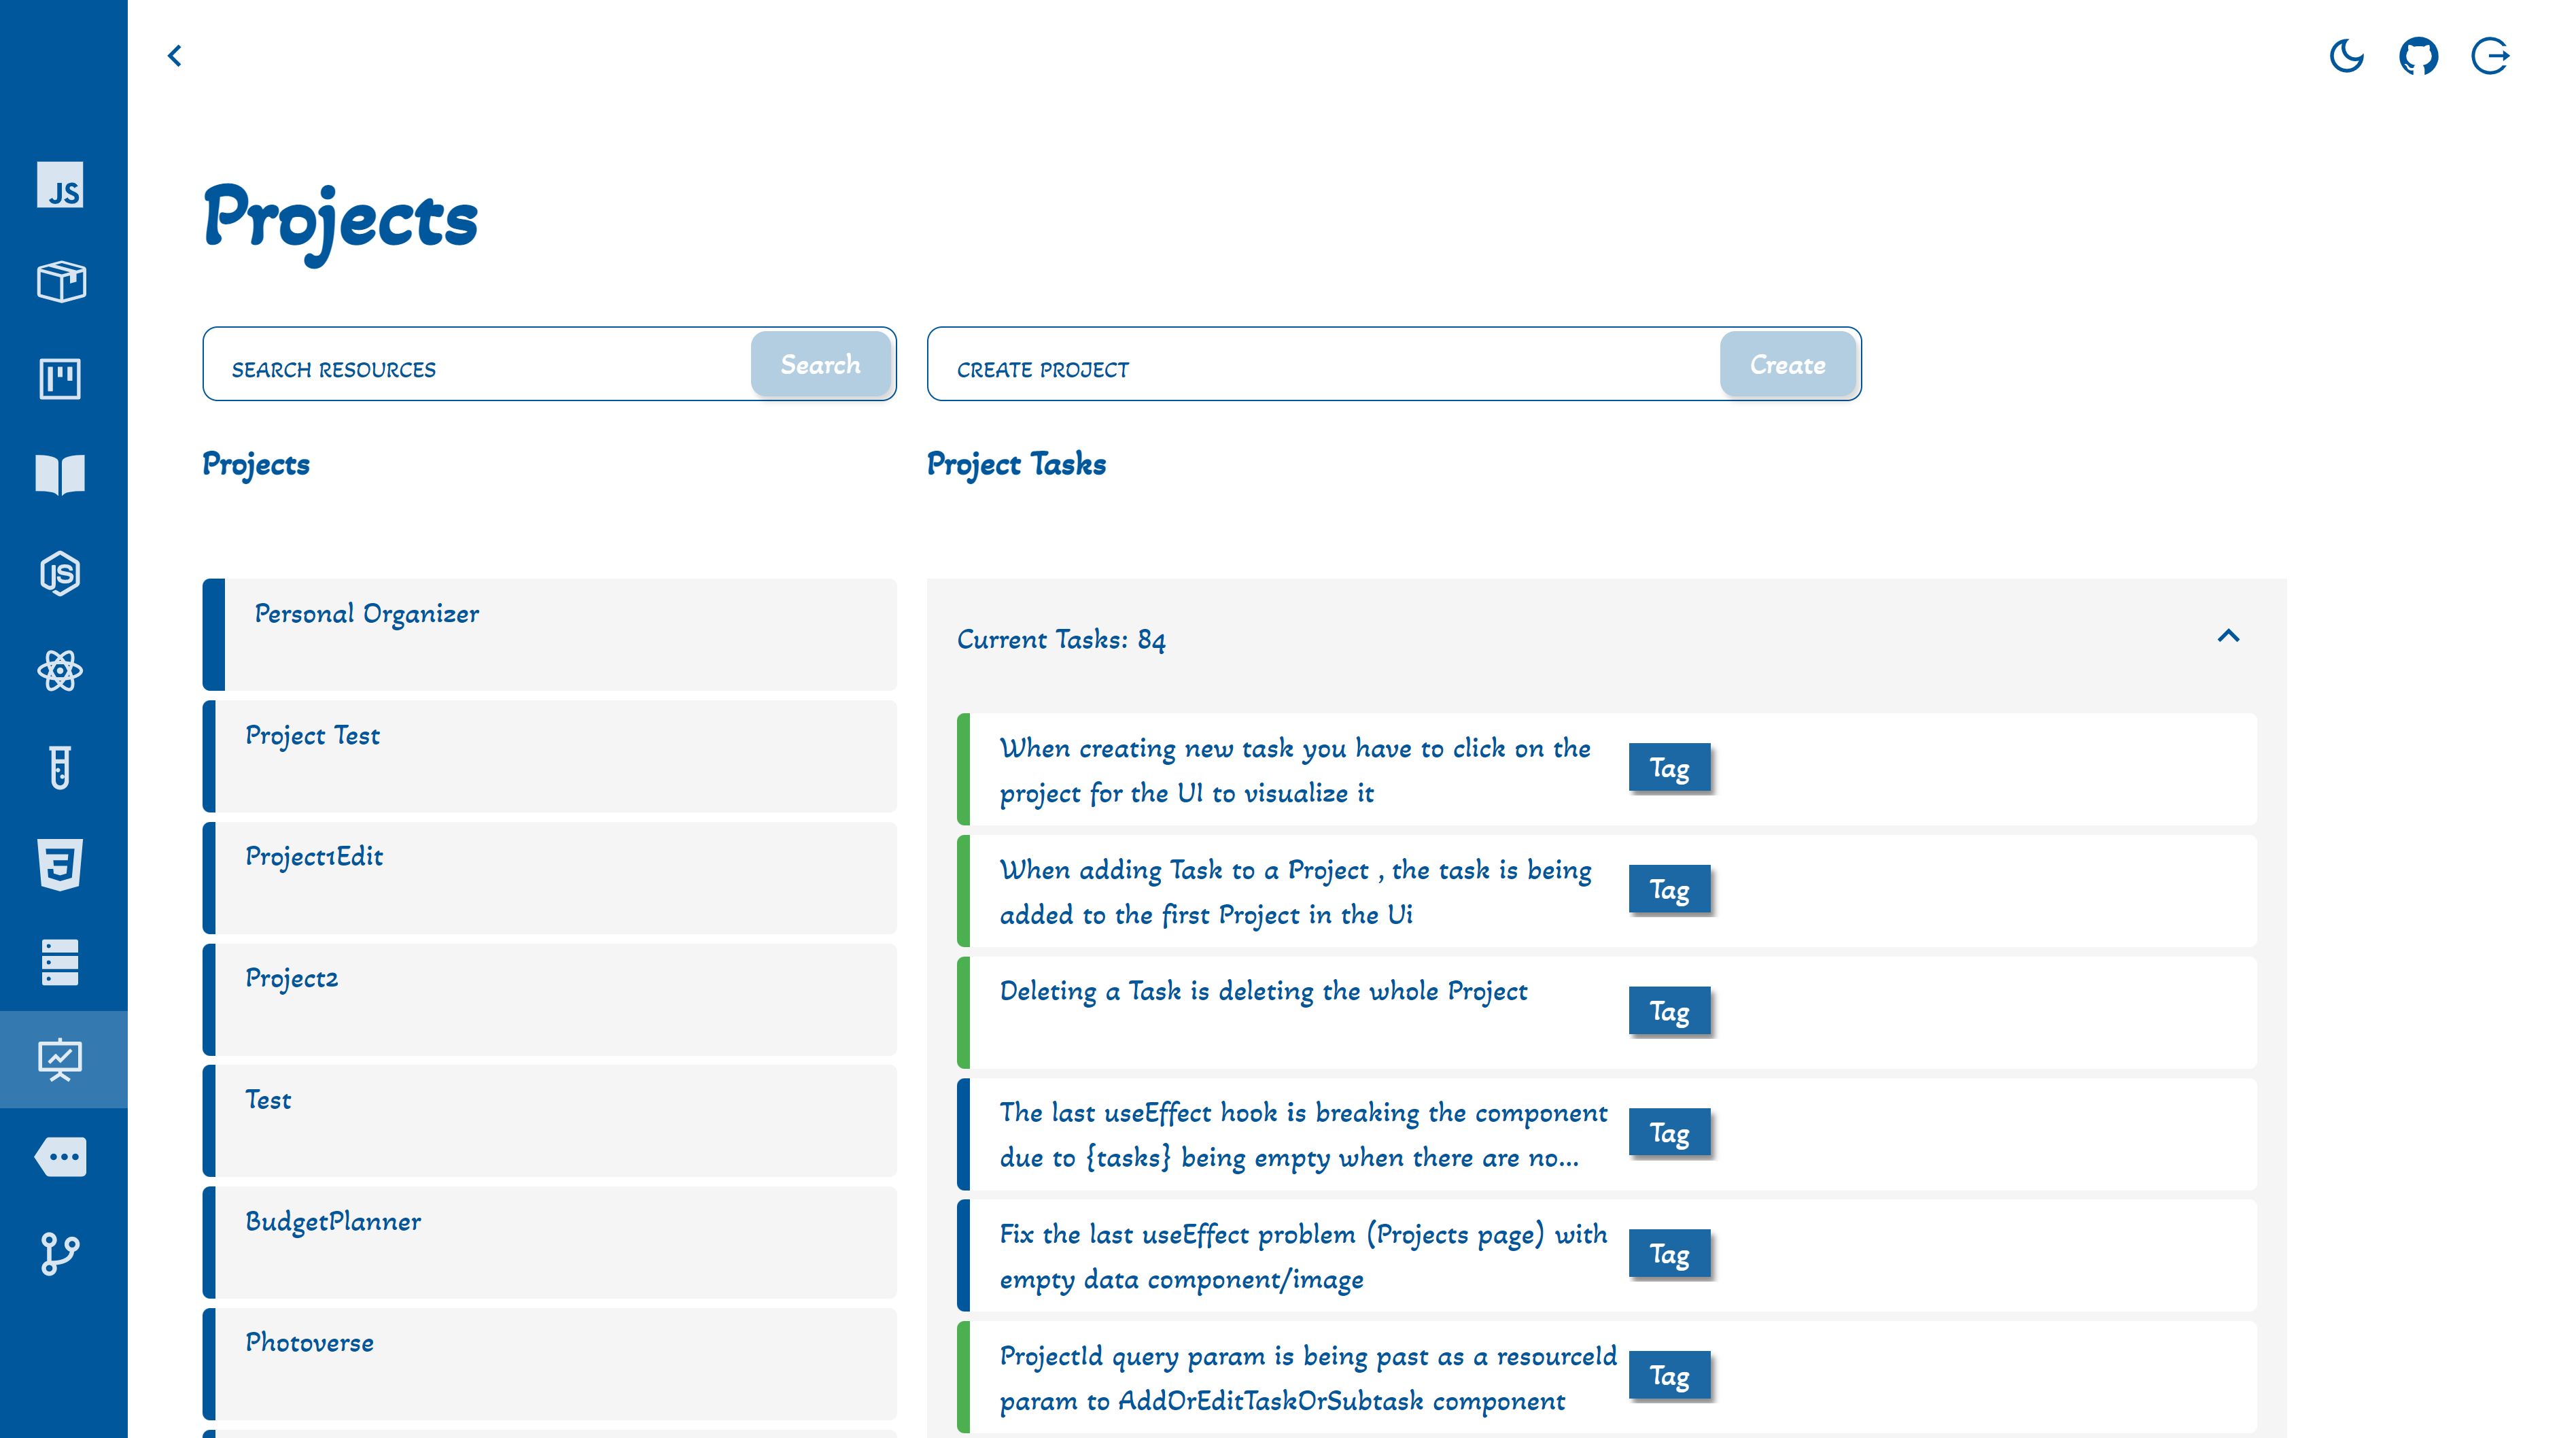 JS
Projects
SEARCH RESOURCES
Search
CREATE PROJECT
Create
Projects
Project Tasks
Personal Organizer
Project Test
Project1Edit
Project2
Test
BudgetPlanner
Photoverse
Current Tasks: 84
When creating new task you have to click on the
project for the UI to visualize it
Tag
When adding Task to a Project , the task is being
added to the first Project in the Ui
Tag
Deleting a Task is deleting the whole Project
Tag
The last useEffect hook is breaking the component
due to {tasks} being empty when there are no...
Tag
Fix the last useEffect problem (Projects page) with
empty data component/image
Tag
ProjectId query param is being past as a resourceId
param to AddOrEditTaskOrSubtask component
Tag
JS
3